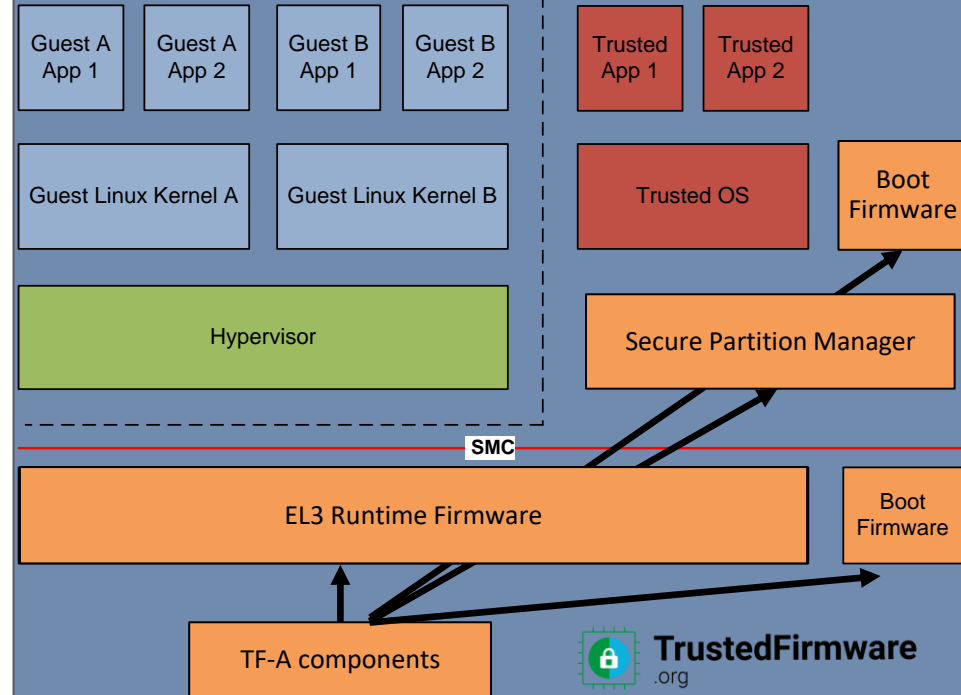 Guest A
App 1
Guest A
App 2
Guest B
App 1
Guest B
App 2
Trusted
App 1
Trusted
App 2
Guest Linux Kernel A
Guest Linux Kernel B
Trusted OS
Boot
Firmware
Hypervisor
Secure Partition Manager
SMC
EL3 Runtime Firmware
Boot
Firmware
TF-A components
TrustedFirmware
.org